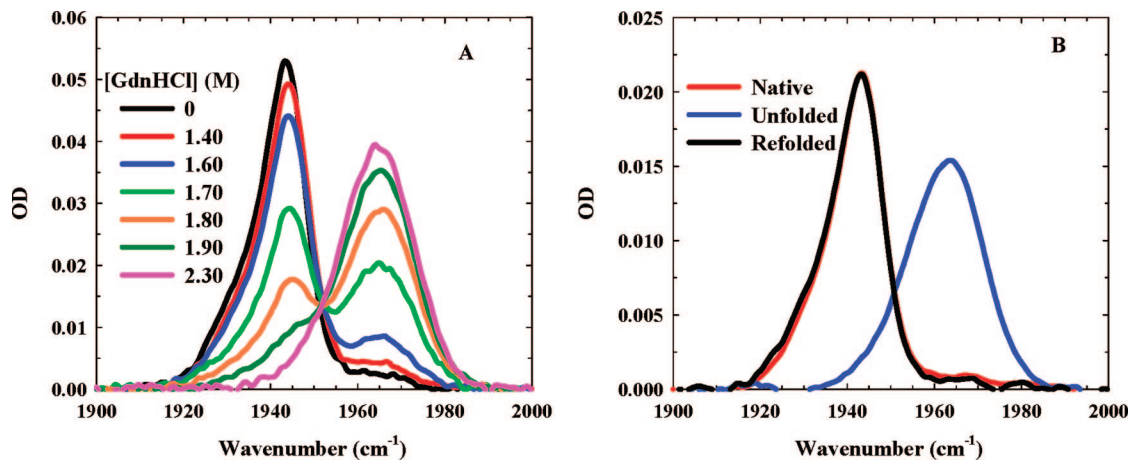 A
[GdnHCl] (M)
0
1.40
1.60
1.70
1.80
1.90
2.30
0.06
0.05
0.04
0.03
0.02
0.01
0.00
OD
1900 1920 1940 1960 1980 2000
Wavenumber (cm⁻¹)
B
Native
Unfolded
Refolded
0.025
0.020
0.015
0.010
0.005
0.000
OD
1900 1920 1940 1960 1980 2000
Wavenumber (cm⁻¹)